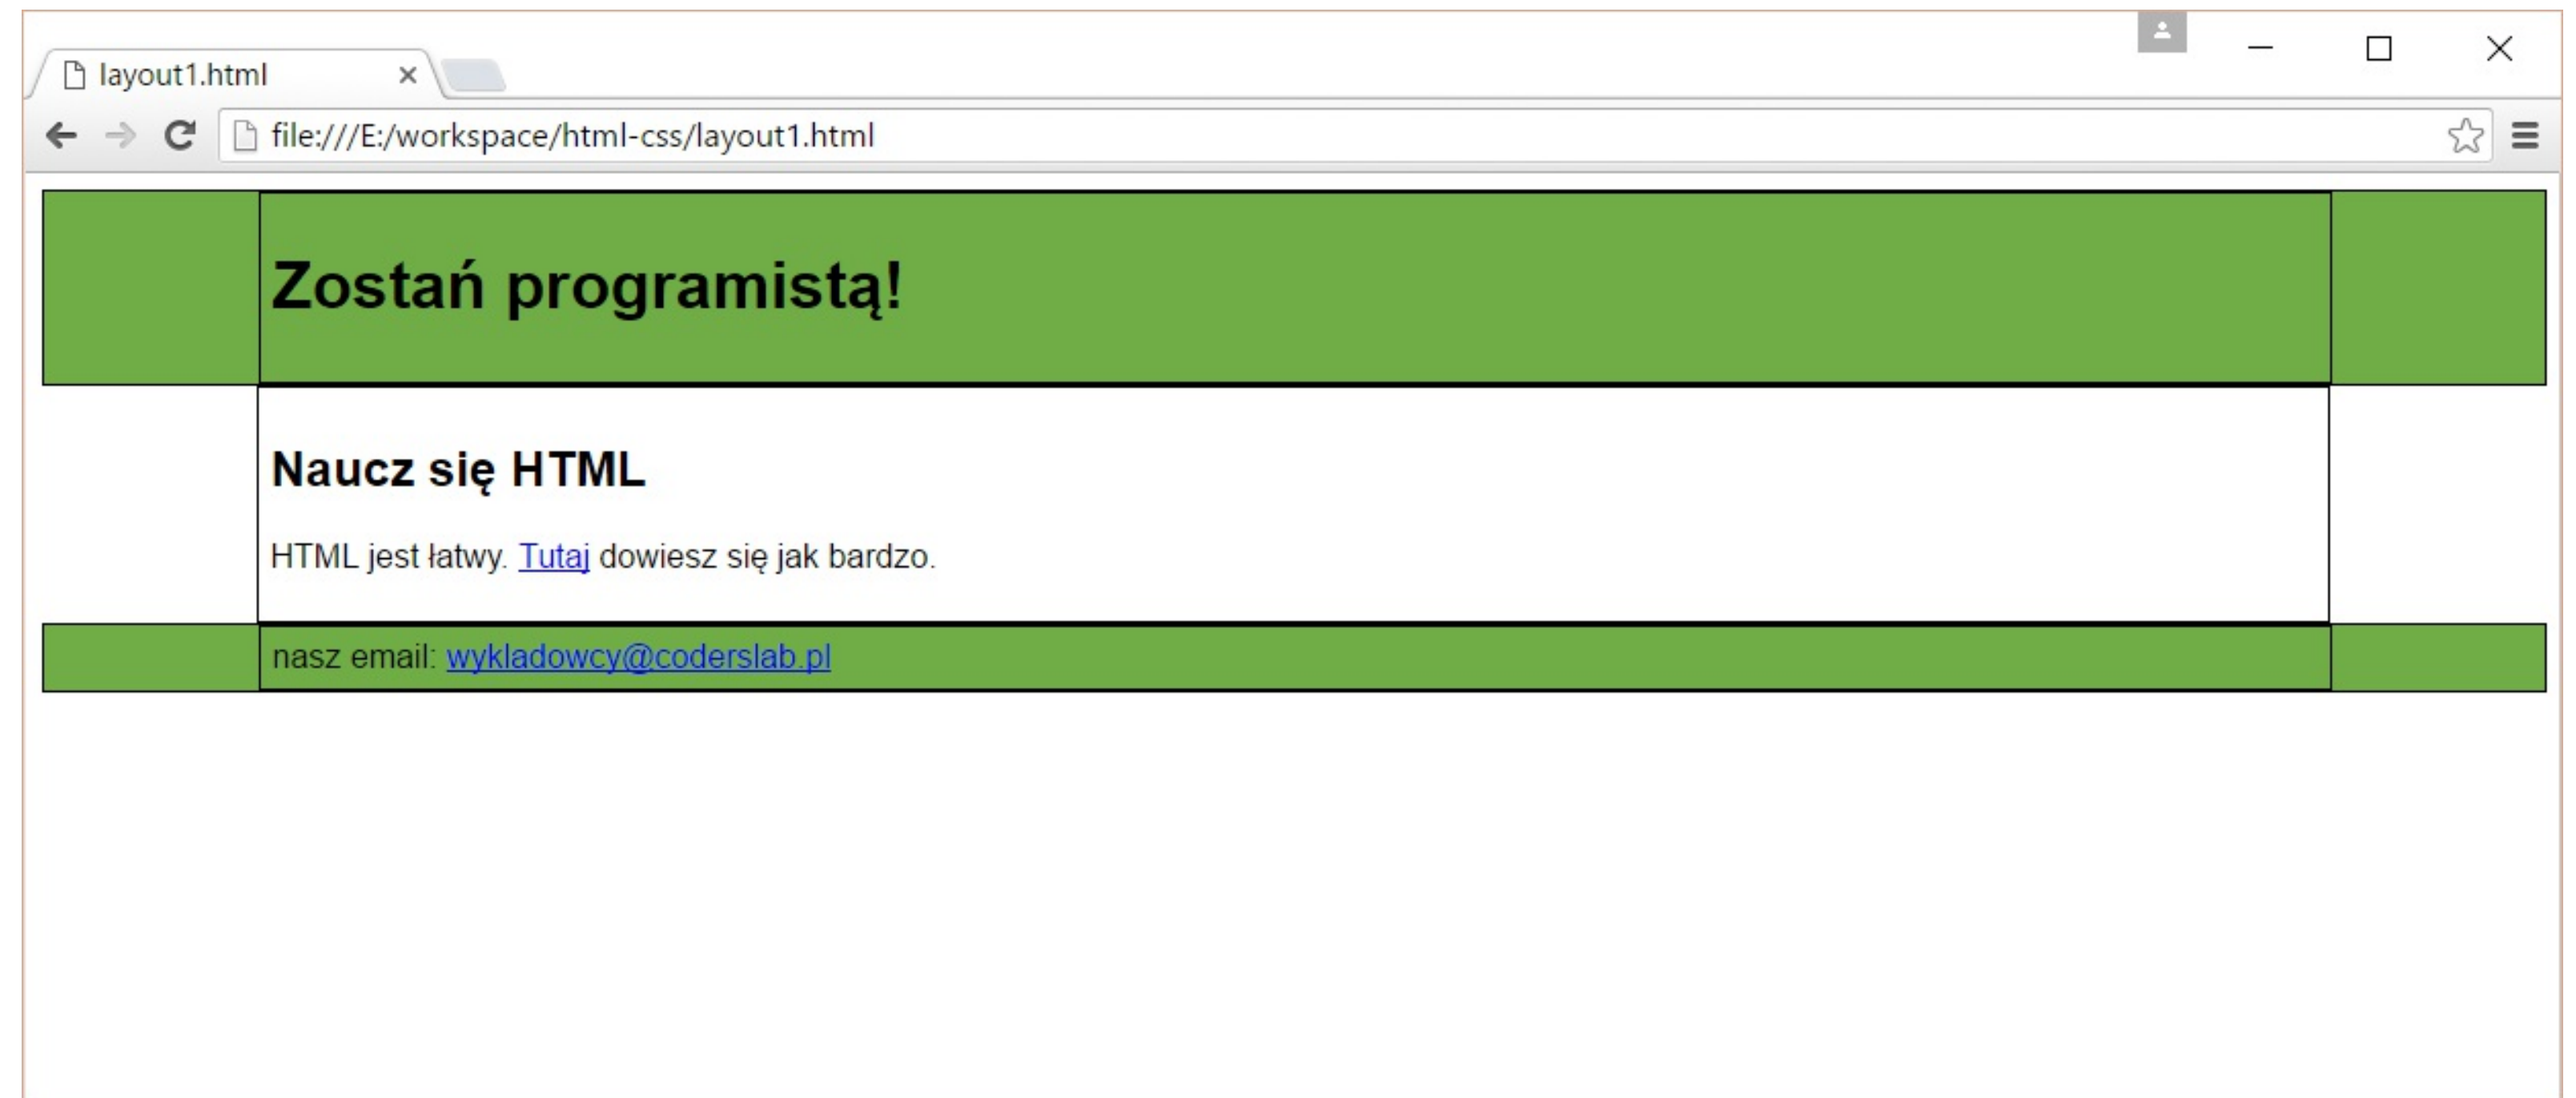 layout1.html
file:///E:/workspace/html-css/layout1.html
Zostań programistą!
Naucz się HTML
HTML jest łatwy. Tutaj dowiesz się jak bardzo.
nasz email: wykladowcy@coderslab.pl